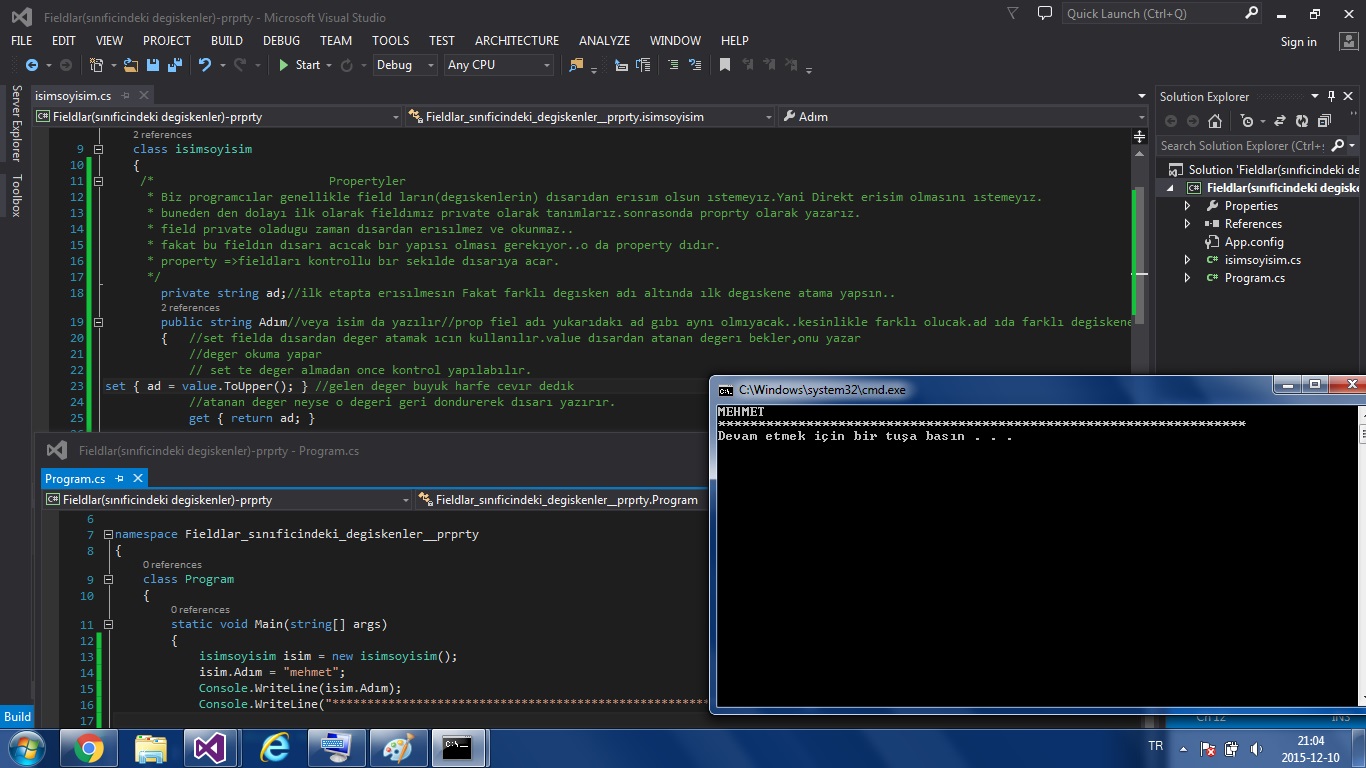 Fieldlar(sınıficindeki degiskenler)-prprty - Microsoft Visual Studio
Quick Launch (Ctrl+Q)
FILE EDIT VIEW PROJECT BUILD DEBUG TEAM TOOLS TEST ARCHITECTURE ANALYZE WINDOW HELP
Sign in
Start Debug Any CPU
Server Explorer
Toolbox
isimsoyisim.cs
Fieldlar(sınıficindeki degiskenler)-prprty Fieldlar_sınıficindeki_degiskenler__prprty.isimsoyisim Adım
2 references
9 class isimsoyisim
10 {
11 /* Propertyler
12 * Biz programcılar genellikle field ların(degıskenlerin) dısarıdan erısım olsun ıstemeyız.Yani Direkt erisim olmasını ıstemeyız.
13 * buneden den dolayı ilk olarak fieldımız prıvate olarak tanımlarız.sonrasonda proprty olarak yazarız.
14 * field prıvate oladugu zaman dısardan erısılmez ve okunmaz..
15 * fakat bu fieldın dısarı acıcak bır yapısı olması gerekıyor..o da property dıdır.
16 * property =>fieldları kontrollu bır sekılde dısarıya acar.
17 */
18 private string ad;//ilk etapta erısılmesın Fakat farklı degısken adı altında ılk degıskene atama yapsın..
2 references
19 public string Adım//veya isim da yazılır//prop fiel adı yukarıdakı ad gıbı aynı olmıyacak..kesinlikle farklı olucak.ad ıda farklı degiskene
20 { //set fielda dısardan deger atamak ıcın kullanılır.value dısardan atanan degerı bekler,onu yazar
21 //deger okuma yapar
22 // set te deger almadan once kontrol yapılabılır.
23 set { ad = value.ToUpper(); } //gelen deger buyuk harfe cevır dedık
24 //atanan deger neyse o degeri geri dondurerek dısarı yazırır.
25 get { return ad; }
Solution Explorer
Search Solution Explorer (Ctrl+
Solution 'Fieldlar(sınıficindeki de
Fieldlar(sınıficindeki degisk
Properties
References
App.config
isimsoyisim.cs
Program.cs
Fieldlar(sınıficindeki degiskenler)-prprty - Program.cs
Program.cs
Fieldlar(sınıficindeki degiskenler)-prprty Fieldlar_sınıficindeki_degiskenler__prprty.Program
6
7 namespace Fieldlar_sınıficindeki_degiskenler__prprty
8 {
0 references
9 class Program
10 {
0 references
11 static void Main(string[] args)
12 {
13 isimsoyisim isim = new isimsoyisim();
14 isim.Adım = "mehmet";
15 Console.WriteLine(isim.Adım);
16 Console.WriteLine("******************************************************
17
C:\Windows\system32\cmd.exe
MEHMET
******************************************************************
Devam etmek için bir tuşa basın . . .
Build
Ch 12 INS
TR
21:04
2015-12-10